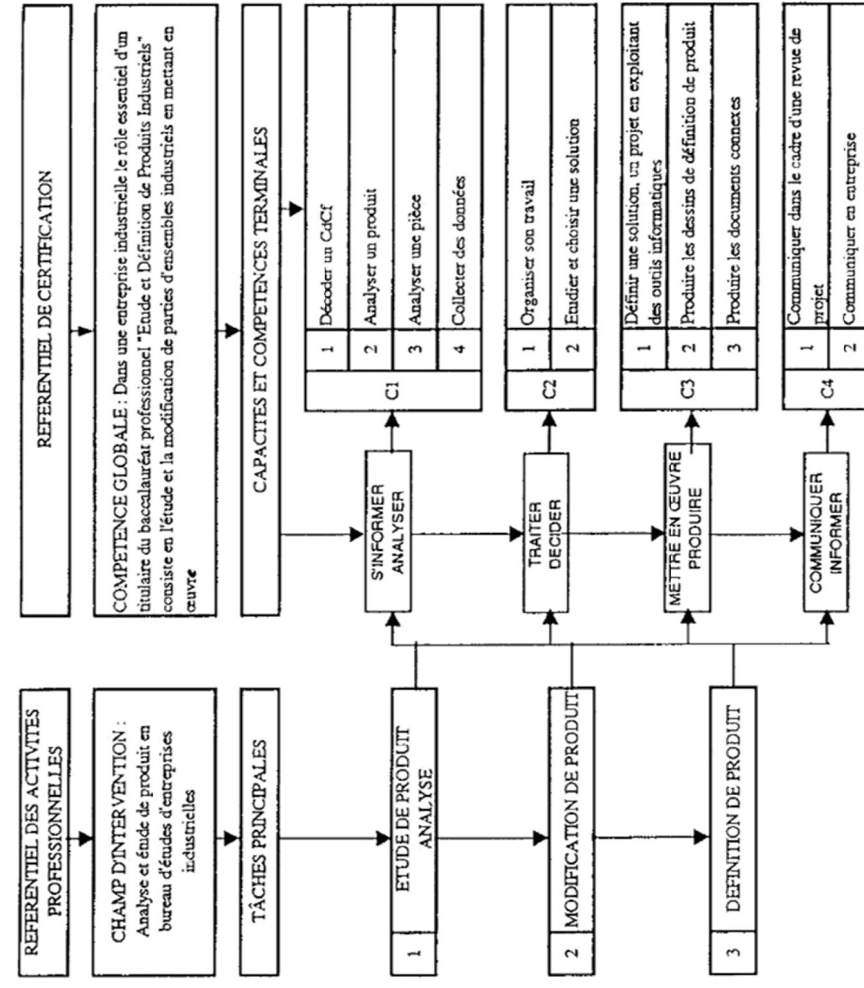 REFERENTIEL DES ACTIVITES
PROFESSIONNELLES
CHAMP D'INTERVENTION :
Analyse et étude de produit en
bureau d'études d'entreprises
industrielles
TÂCHES PRINCIPALES
1
ETUDE DE PRODUIT
ANALYSE
2
MODIFICATION DE PRODUIT
3
DEFINITION DE PRODUIT
REFERENTIEL DE CERTIFICATION
COMPETENCE GLOBALE : Dans une entreprise industrielle le rôle essentiel d'un
titulaire du baccalauréat professionnel "Etude et Définition de Produits Industriels"
consiste en l'étude et la modification de parties d'ensembles industriels en mettant en
œuvre
CAPACITES ET COMPETENCES TERMINALES
S'INFORMER
ANALYSER
C1
1 Décoder un CdCf
2 Analyser un produit
3 Analyser une pièce
4 Collecter des données
TRAITER
DECIDER
C2
1 Organiser son travail
2 Etudier et choisir une solution
METTRE EN ŒUVRE
PRODUIRE
C3
1 Définir une solution, un projet en exploitant
des outils informatiques
2 Produire les dessins de définition de produit
3 Produire les documents connexes
COMMUNIQUER
INFORMER
C4
1 Communiquer dans le cadre d'une revue de
projet
2 Communiquer en entreprise